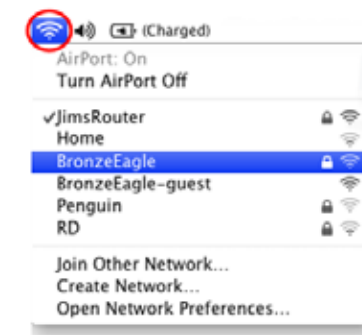 (Charged)
AirPort: On
Turn AirPort Off
✓JimsRouter
Home
BronzeEagle
BronzeEagle-guest
Penguin
RD
Join Other Network...
Create Network...
Open Network Preferences...